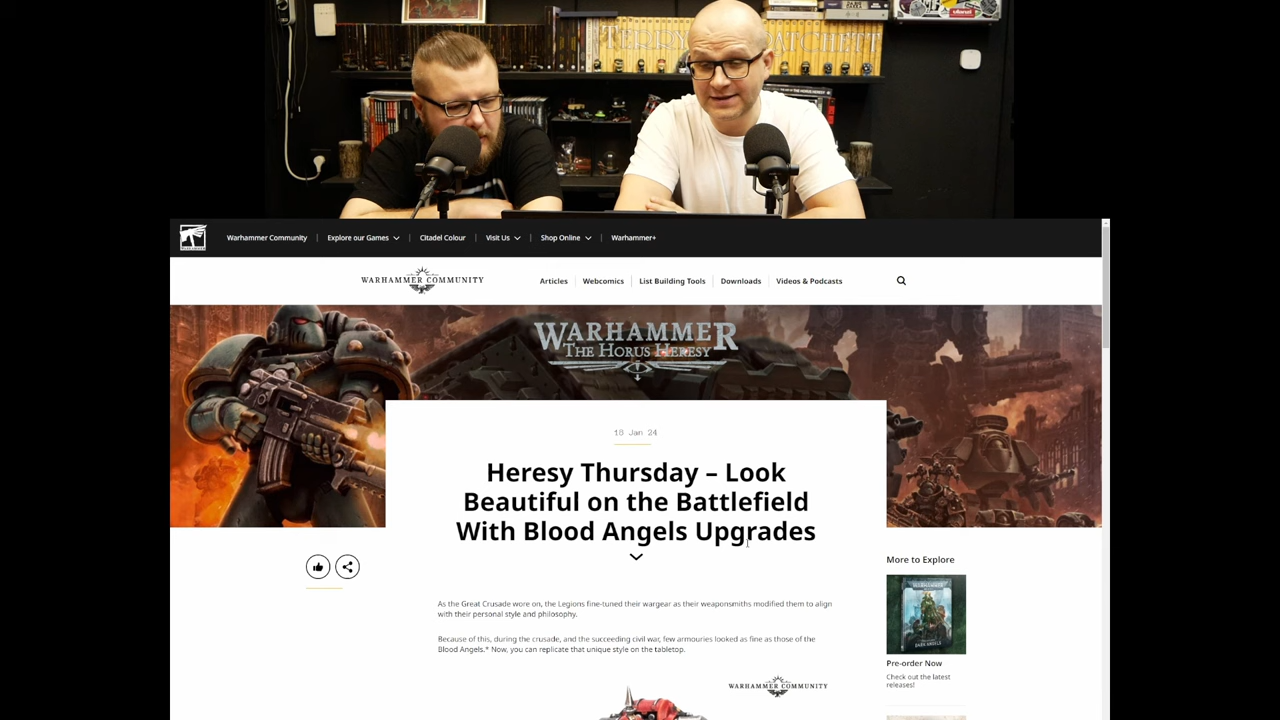 TERRY PRATCHETT
Warhammer Community
Explore our Games
Citadel Colour
Visit Us
Shop Online
Warhammer+
WARHAMMER COMMUNITY
Articles
Webcomics
List Building Tools
Downloads
Videos & Podcasts
WARHAMMER
THE HORUS HERESY
18 Jan 24
Heresy Thursday – Look
Beautiful on the Battlefield
With Blood Angels Upgrades
As the Great Crusade wore on, the Legions fine-tuned their wargear as their weaponsmiths modified them to align
with their personal style and philosophy.
Because of this, during the crusade, and the succeeding civil war, few armouries looked as fine as those of the
Blood Angels.* Now, you can replicate that unique style on the tabletop.
WARHAMMER COMMUNITY
More to Explore
DARK ANGELS
Pre-order Now
Check out the latest
releases!